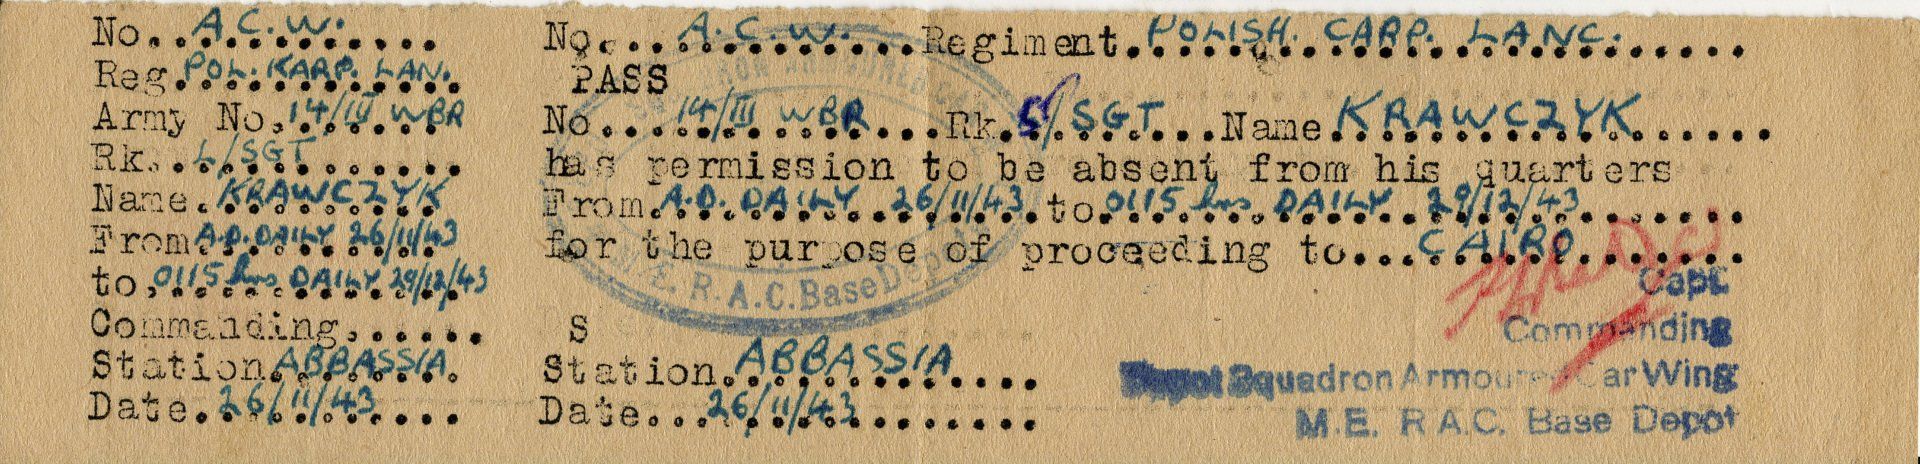 No. A.C.W.
Reg. POL. KARP. LAN.
Army No. 14/III WBR
Rk. L/SGT
Name. KRAWCZYK
From. A.D. DAILY 26/11/43
to, 0115 hrs DAILY 29/12/43
Commanding.
Station. ABBASSIA
Date. 26/11/43
No. A.C.W. Regiment. POLISH. CARP. LANC.
PASS
No. 14/III WBR Rk. /SGT Name. KRAWCZYK
has permission to be absent from his quarters
From. A.D. DAILY 26/11/43 to 0115 hrs DAILY 29/12/43
for the purpose of proceeding to CAIRO
S
Station. ABBASSIA
Date. 26/11/43
ARMOURED CAR
M.E. R.A.C. Base Depot
Capt.
Commanding
Depot Squadron Armoured Car Wing
M.E. R.A.C. Base Depot